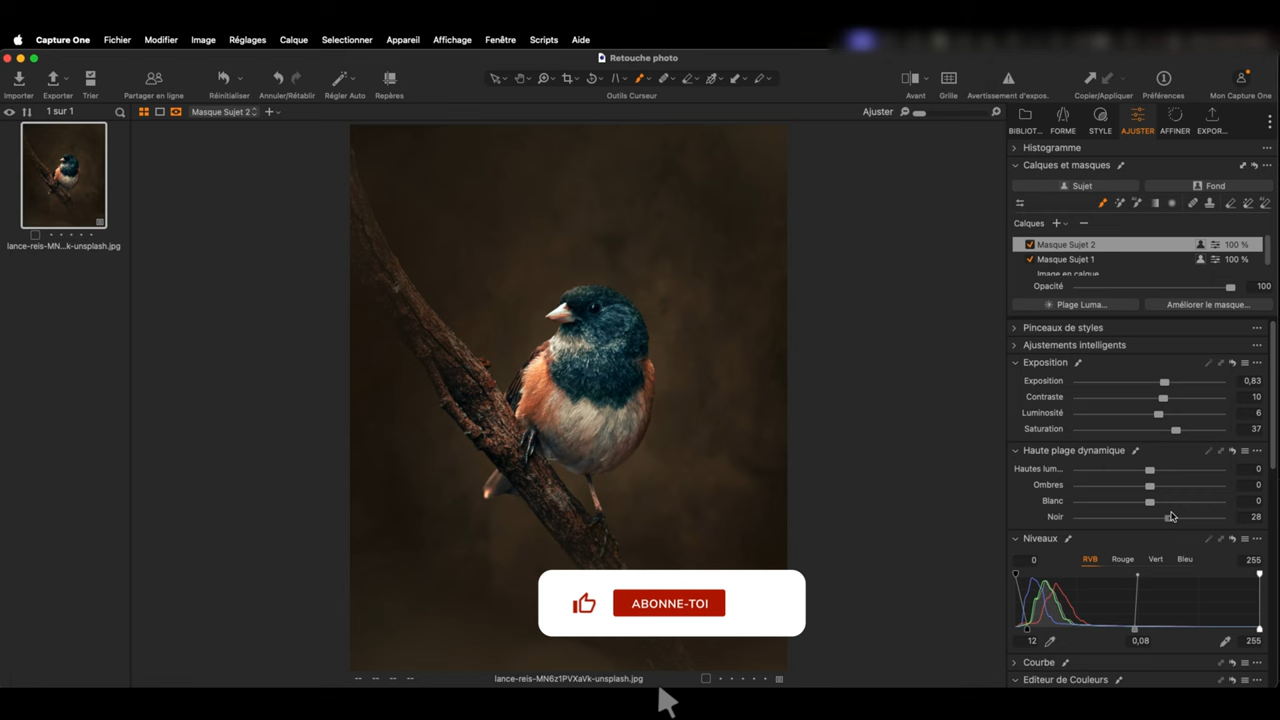 Capture One Fichier Modifier Image Réglages Calque Selectionner Appareil Affichage Fenêtre Scripts Aide
Retouche photo
Importer Exporter Trier Partager en ligne Réinitialiser Annuler/Rétablir Régler Auto Repères Outils Curseur Avant Grille Avertissement d'expos. Copier/Appliquer Préférences Mon Capture One
1 sur 1 Masque Sujet 2 Ajuster
BIBLIOT... FORME STYLE AJUSTER AFFINER EXPOR...
Histogramme
Calques et masques
Sujet Fond
Calques
Masque Sujet 2 100 %
Masque Sujet 1 100 %
Image en calque
Opacité 100
Plage Luma... Améliorer le masque...
Pinceaux de styles
Ajustements intelligents
Exposition
Exposition 0,83
Contraste 10
Luminosité 6
Saturation 37
Haute plage dynamique
Hautes lum... 0
Ombres 0
Blanc 0
Noir 28
Niveaux
0 RVB Rouge Vert Bleu 255
12 0,08 255
Courbe
Editeur de Couleurs
lance-reis-MN...k-unsplash.jpg
ABONNE-TOI
lance-reis-MN6z1PVXaVk-unsplash.jpg